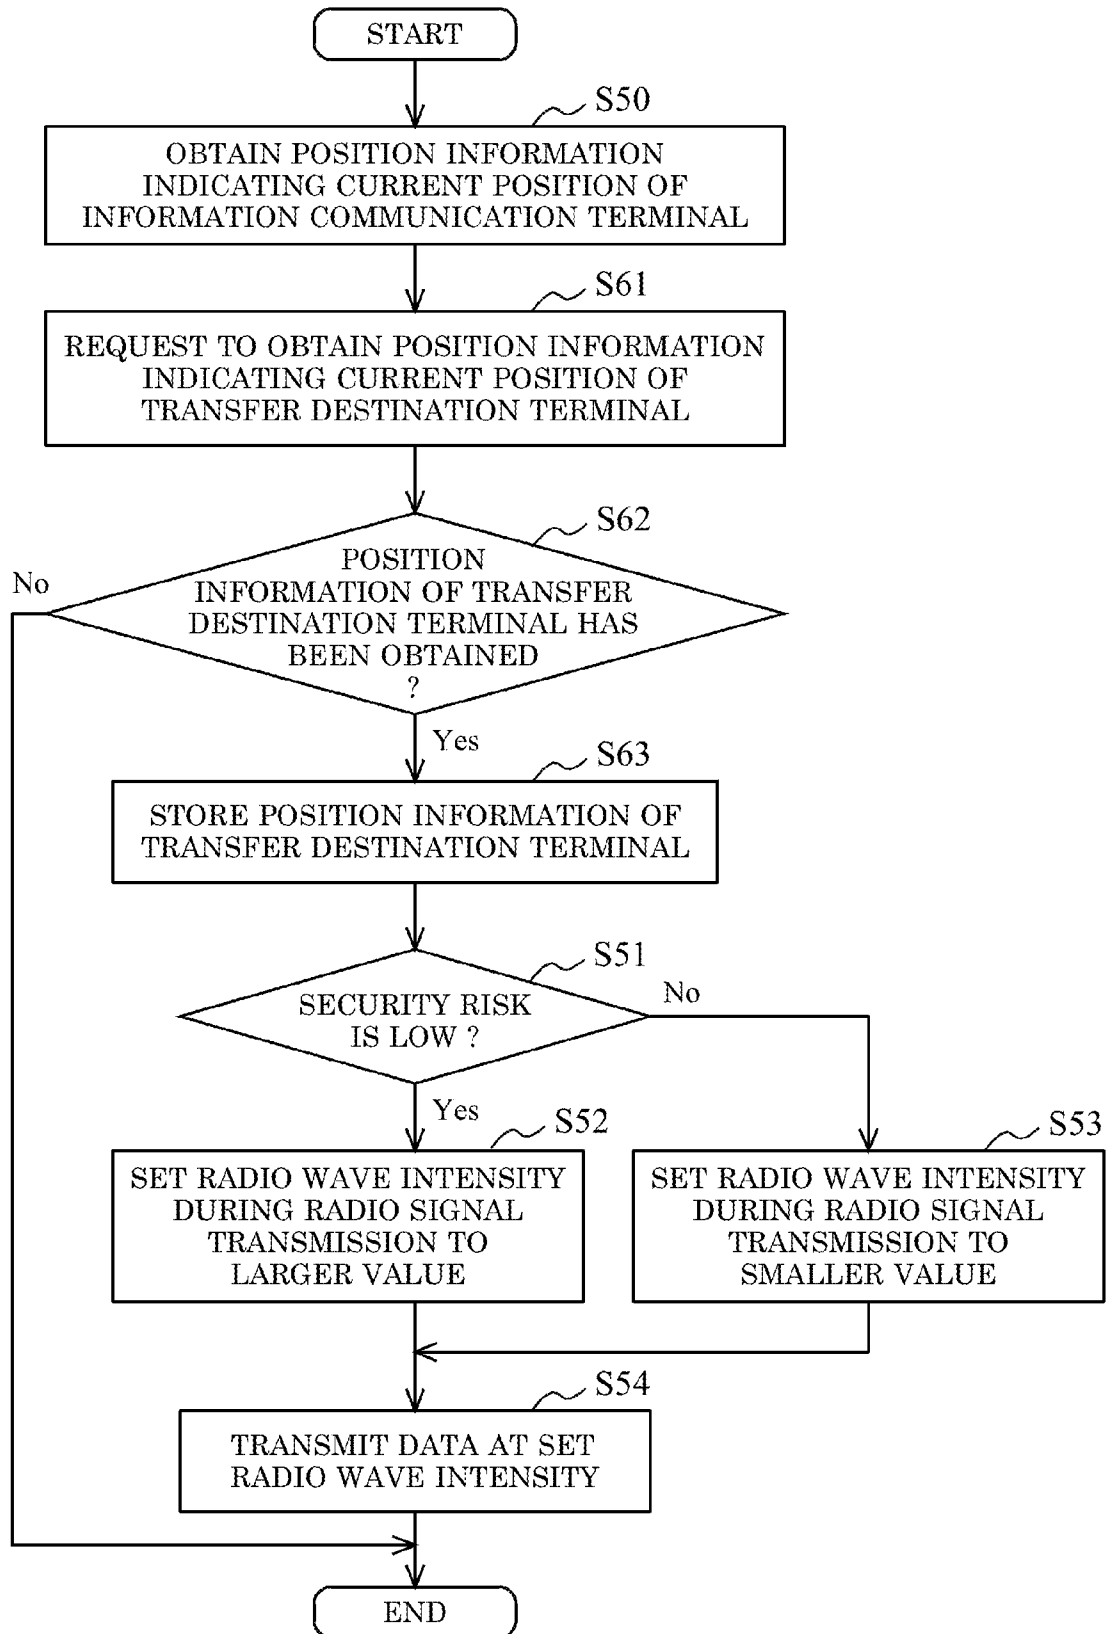 START
S50
OBTAIN POSITION INFORMATION
INDICATING CURRENT POSITION OF
INFORMATION COMMUNICATION TERMINAL
S61
REQUEST TO OBTAIN POSITION INFORMATION
INDICATING CURRENT POSITION OF
TRANSFER DESTINATION TERMINAL
S62
POSITION
INFORMATION OF TRANSFER
DESTINATION TERMINAL HAS
BEEN OBTAINED
?
No
Yes
S63
STORE POSITION INFORMATION OF
TRANSFER DESTINATION TERMINAL
S51
SECURITY RISK
IS LOW ?
No
Yes
S52
SET RADIO WAVE INTENSITY
DURING RADIO SIGNAL
TRANSMISSION TO
LARGER VALUE
S53
SET RADIO WAVE INTENSITY
DURING RADIO SIGNAL
TRANSMISSION TO
SMALLER VALUE
S54
TRANSMIT DATA AT SET
RADIO WAVE INTENSITY
END